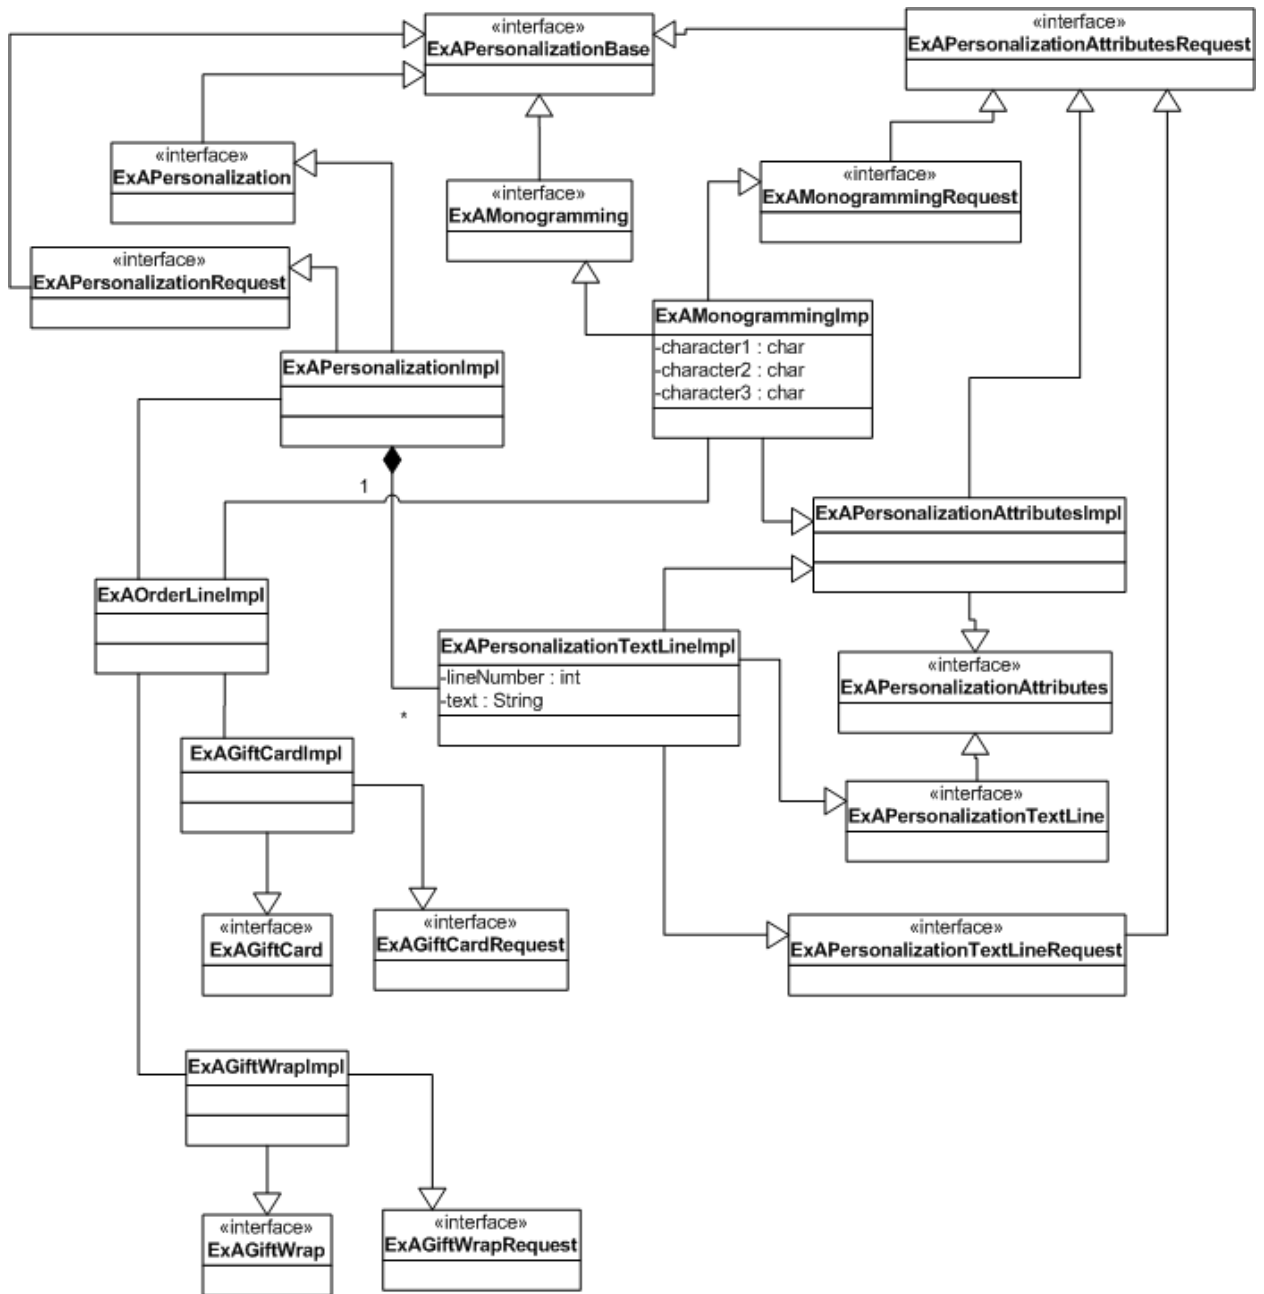 «interface»
ExAPersonalizationBase
«interface»
ExAPersonalizationAttributesRequest
«interface»
ExAPersonalization
«interface»
ExAMonogramming
«interface»
ExAMonogrammingRequest
«interface»
ExAPersonalizationRequest
ExAMonogrammingImp
-character1 : char
-character2 : char
-character3 : char
ExAPersonalizationImpl
1
ExAPersonalizationAttributesImpl
ExAOrderLineImpl
ExAPersonalizationTextLineImpl
-lineNumber : int
-text : String
*
«interface»
ExAPersonalizationAttributes
ExAGiftCardImpl
«interface»
ExAPersonalizationTextLine
«interface»
ExAGiftCard
«interface»
ExAGiftCardRequest
«interface»
ExAPersonalizationTextLineRequest
ExAGiftWrapImpl
«interface»
ExAGiftWrap
«interface»
ExAGiftWrapRequest